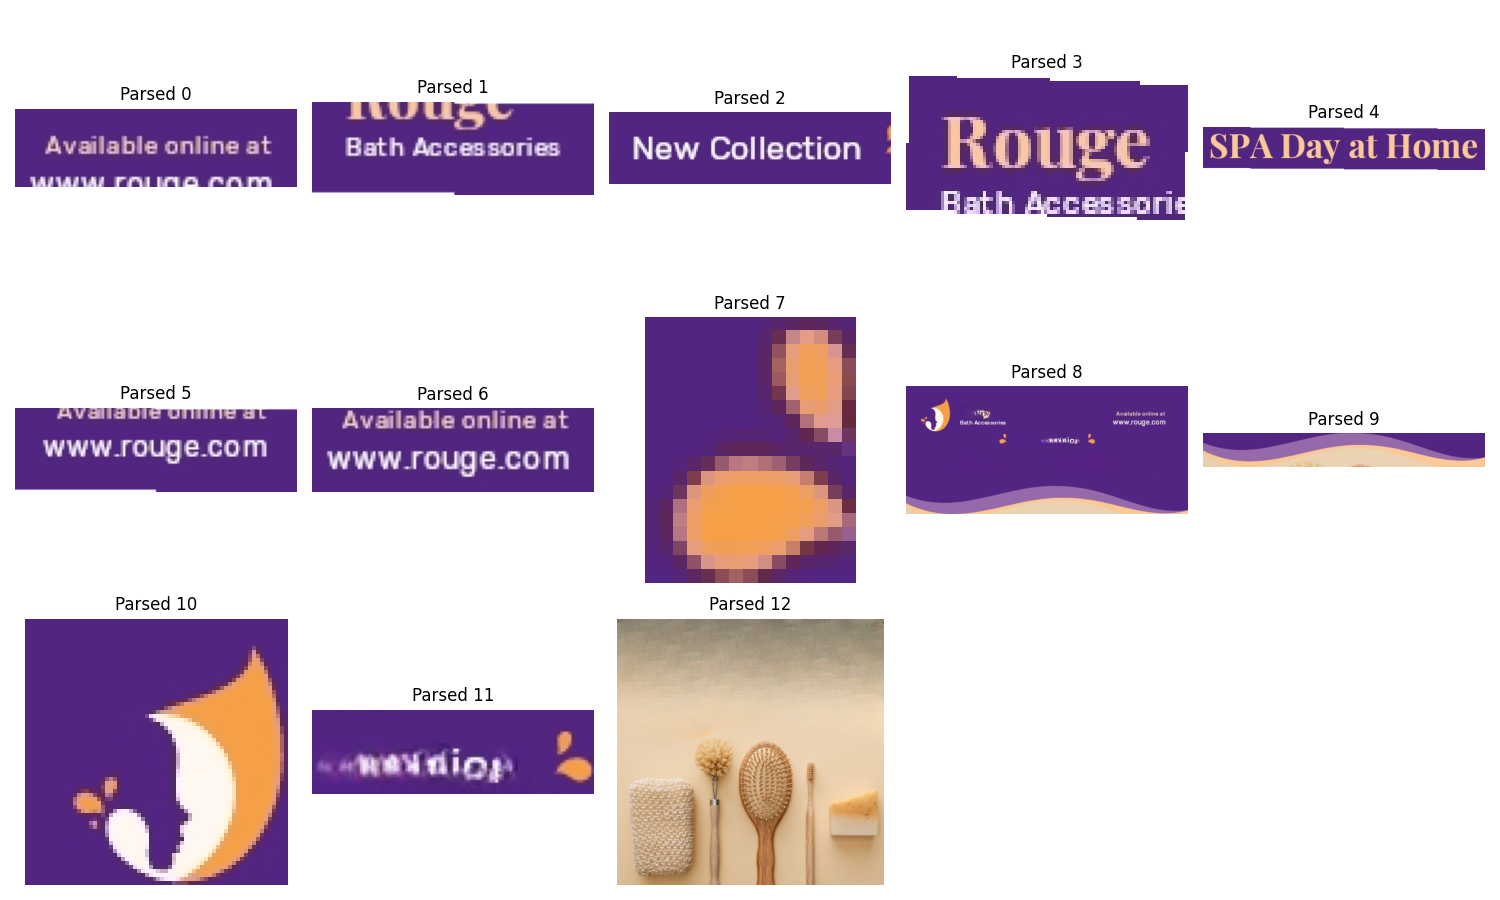 Parsed 0
Available online at
www.rouge.com
Parsed 1
Rouge
Bath Accessories
Parsed 2
New Collection
Parsed 3
Rouge
Bath Accessorie
Parsed 4
SPA Day at Home
Parsed 5
Available online at
www.rouge.com
Parsed 6
Available online at
www.rouge.com
Parsed 7
Parsed 8
Bath Accessories
Available online at
www.rouge.com
Parsed 9
Parsed 10
Parsed 11
Parsed 12